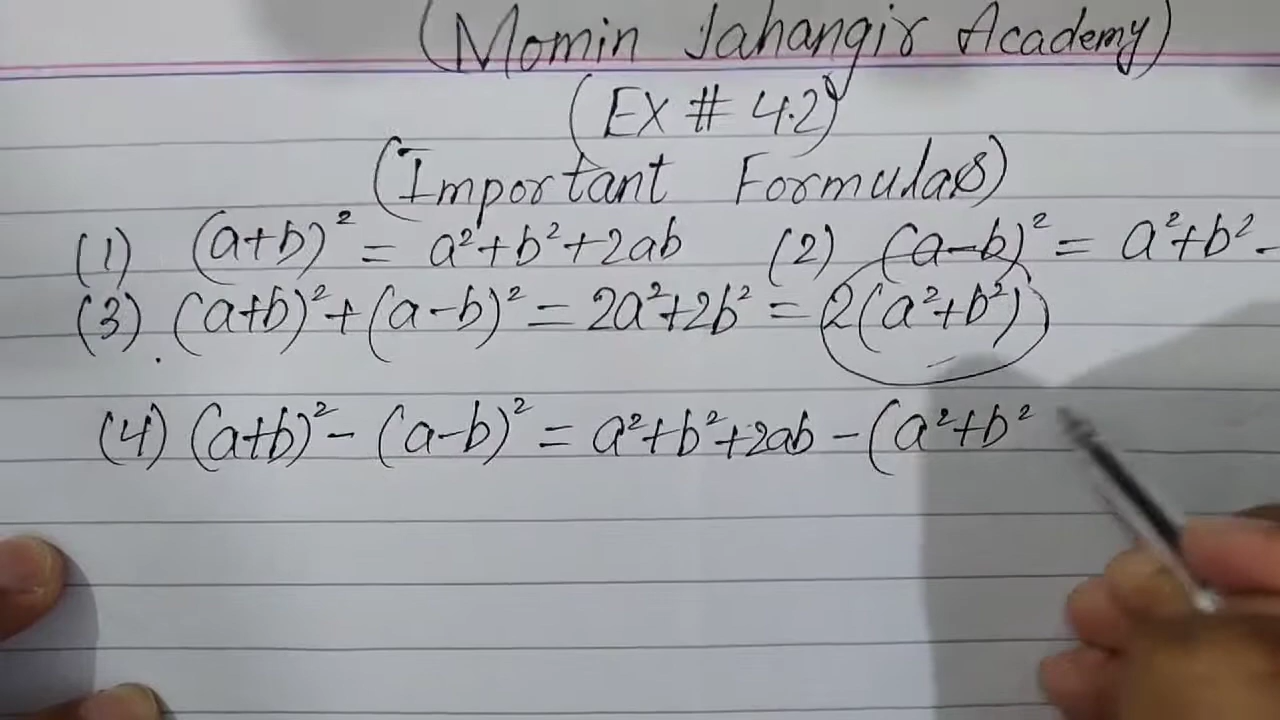 (Momin Jahangir Academy)
(EX # 4.2)
(Important Formulas)
(1) (a+b)² = a²+b²+2ab (2) (a-b)² = a²+b²-
(3) (a+b)²+(a-b)² = 2a²+2b² = 2(a²+b²)
(4) (a+b)²-(a-b)² = a²+b²+2ab-(a²+b²